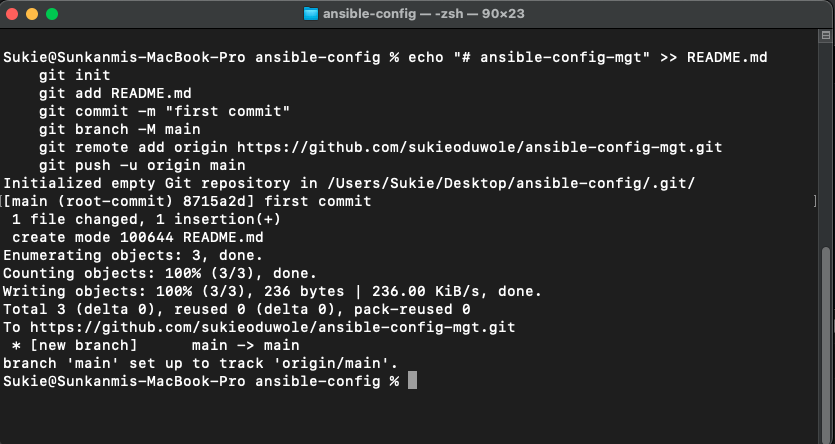 ansible-config — -zsh — 90×23
Sukie@Sunkanmis-MacBook-Pro ansible-config % echo "# ansible-config-mgt" >> README.md
    git init
    git add README.md
    git commit -m "first commit"
    git branch -M main
    git remote add origin https://github.com/sukieoduwole/ansible-config-mgt.git
    git push -u origin main
Initialized empty Git repository in /Users/Sukie/Desktop/ansible-config/.git/
[[main (root-commit) 8715a2d] first commit ]
 1 file changed, 1 insertion(+)
 create mode 100644 README.md
Enumerating objects: 3, done.
Counting objects: 100% (3/3), done.
Writing objects: 100% (3/3), 236 bytes | 236.00 KiB/s, done.
Total 3 (delta 0), reused 0 (delta 0), pack-reused 0
To https://github.com/sukieoduwole/ansible-config-mgt.git
 * [new branch]      main -> main
branch 'main' set up to track 'origin/main'.
Sukie@Sunkanmis-MacBook-Pro ansible-config %